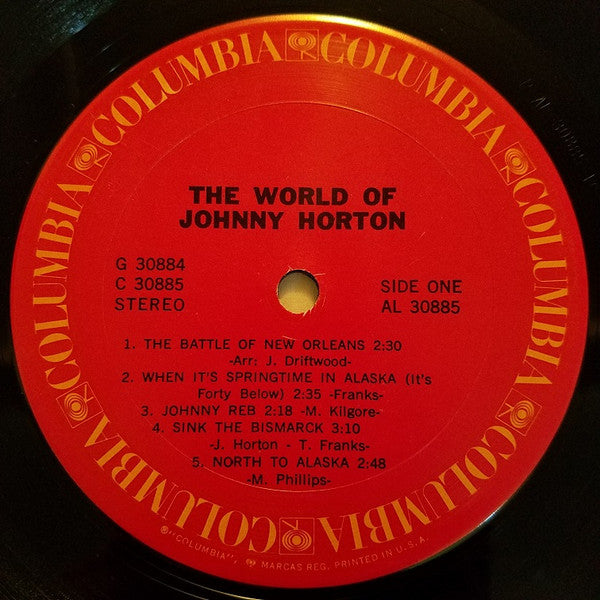 COLUMBIA COLUMBIA COLUMBIA COLUMBIA COLUMBIA COLUMBIA
THE WORLD OF
JOHNNY HORTON
G 30884
C 30885
STEREO
SIDE ONE
AL 30885
1. THE BATTLE OF NEW ORLEANS 2:30
-Arr: J. Driftwood-
2. WHEN IT'S SPRINGTIME IN ALASKA (It's
Forty Below) 2:35 -Franks-
3. JOHNNY REB 2:18 -M. Kilgore-
4. SINK THE BISMARCK 3:10
-J. Horton - T. Franks-
5. NORTH TO ALASKA 2:48
-M. Phillips-
®"COLUMBIA", MARCAS REG. PRINTED IN U.S.A.